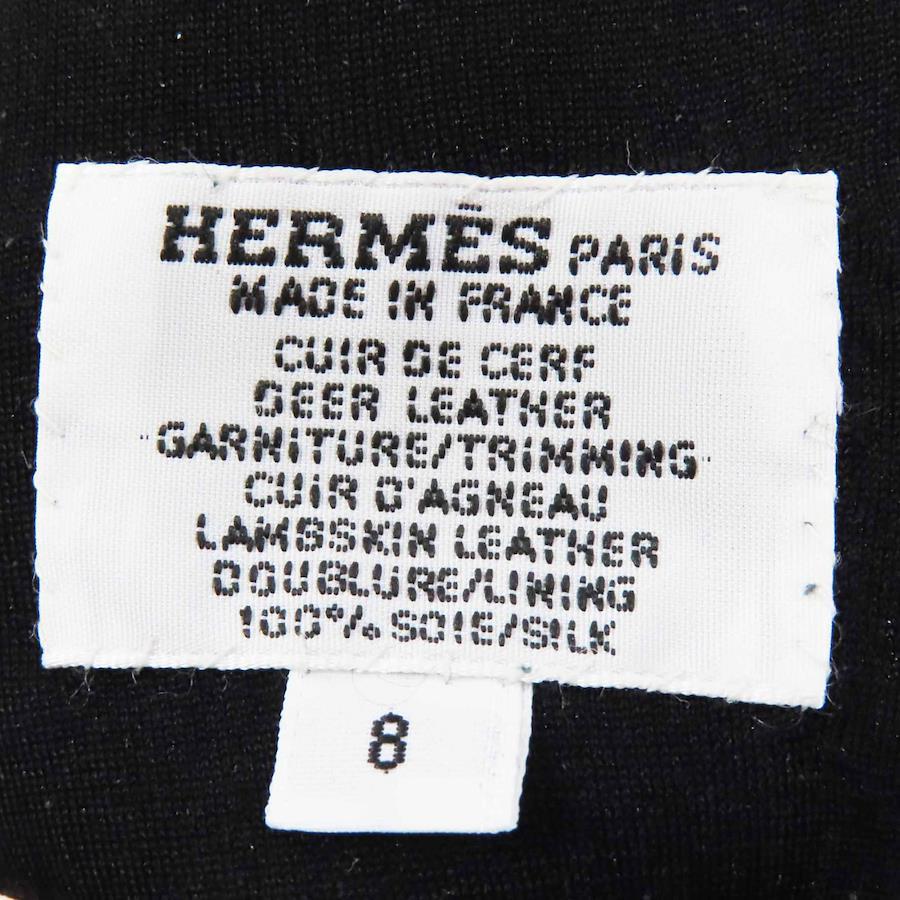 HERMÈS PARIS
MADE IN FRANCE
CUIR DE CERF
DEER LEATHER
"GARNITURE/TRIMMING"
CUIR D'AGNEAU
LAMBSKIN LEATHER
DOUBLURE/LINING
100% SOIE/SILK
8